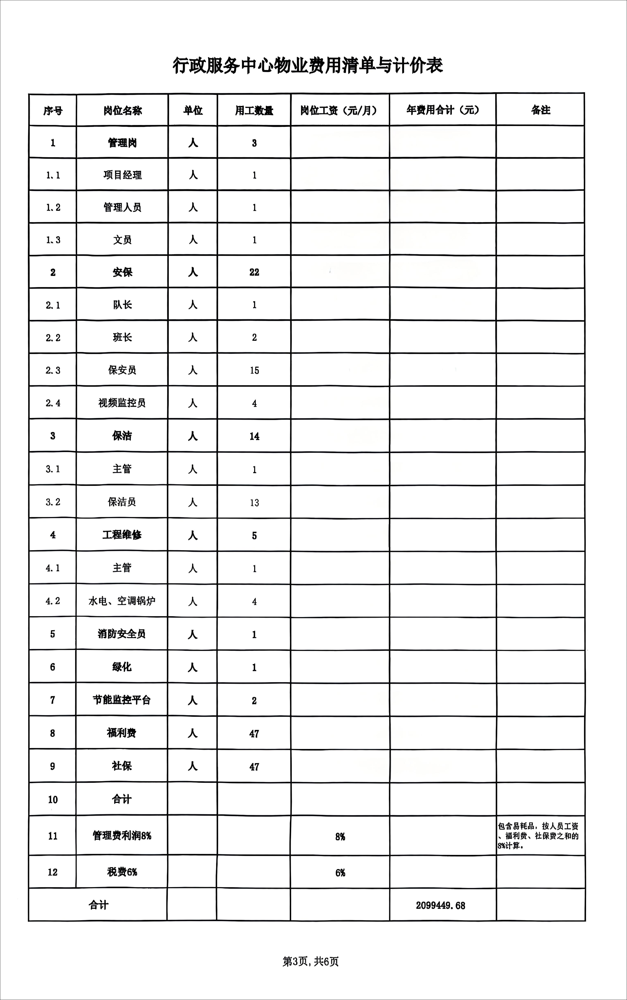 行政服务中心物业费用清单与计价表
序号 岗位名称 单位 用工数量 岗位工资（元/月） 年费用合计（元） 备注
1 管理岗 人 3
1.1 项目经理 人 1
1.2 管理人员 人 1
1.3 文员 人 1
2 安保 人 22
2.1 队长 人 1
2.2 班长 人 2
2.3 保安员 人 15
2.4 视频监控员 人 4
3 保洁 人 14
3.1 主管 人 1
3.2 保洁员 人 13
4 工程维修 人 5
4.1 主管 人 1
4.2 水电、空调锅炉 人 4
5 消防安全员 人 1
6 绿化 人 1
7 节能监控平台 人 2
8 福利费 人 47
9 社保 人 47
10 合计
11 管理费利润8% 8% 包含易耗品，按人员工资
、福利费、社保费之和的
8%计算。
12 税费6% 6%
合计 2099449.68
第3页,共6页